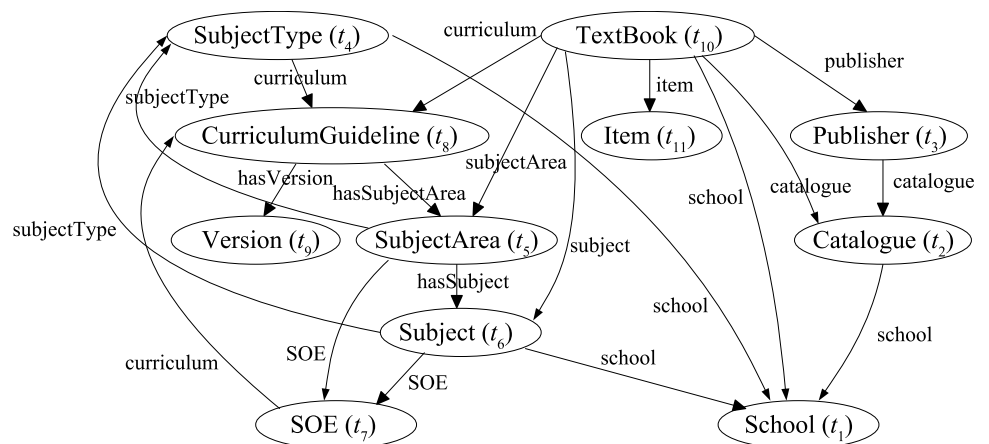 SubjectType (t4)
curriculum
TextBook (t10)
publisher
curriculum
item
subjectType
CurriculumGuideline (t8)
Item (t11)
Publisher (t3)
subjectArea
hasVersion
hasSubjectArea
school
catalogue
catalogue
subjectType
Version (t9)
SubjectArea (t5)
subject
Catalogue (t2)
hasSubject
school
Subject (t6)
school
curriculum
SOE
school
SOE
SOE (t7)
School (t1)